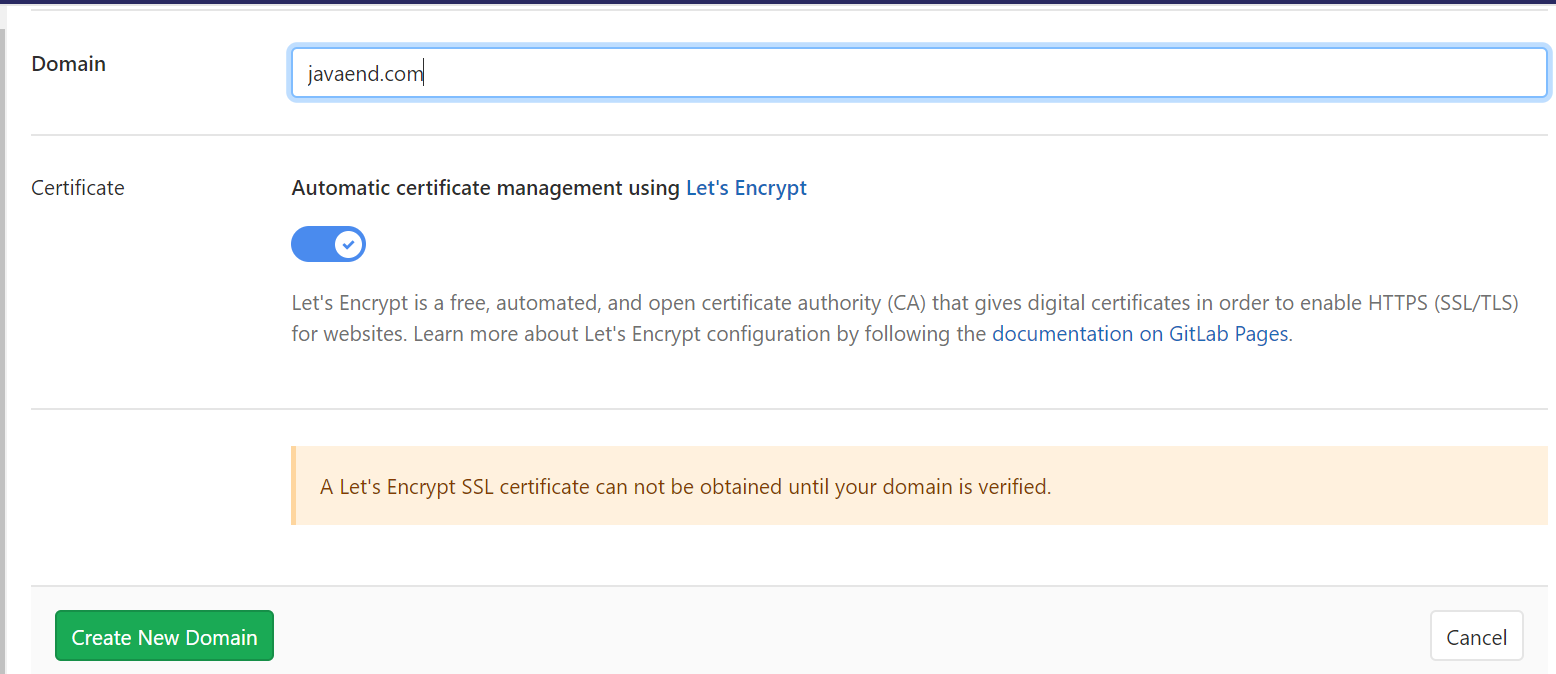 Domain
javaend.com
Certificate
Automatic certificate management using Let's Encrypt
Let's Encrypt is a free, automated, and open certificate authority (CA) that gives digital certificates in order to enable HTTPS (SSL/TLS)
for websites. Learn more about Let's Encrypt configuration by following the documentation on GitLab Pages.
A Let's Encrypt SSL certificate can not be obtained until your domain is verified.
Create New Domain
Cancel